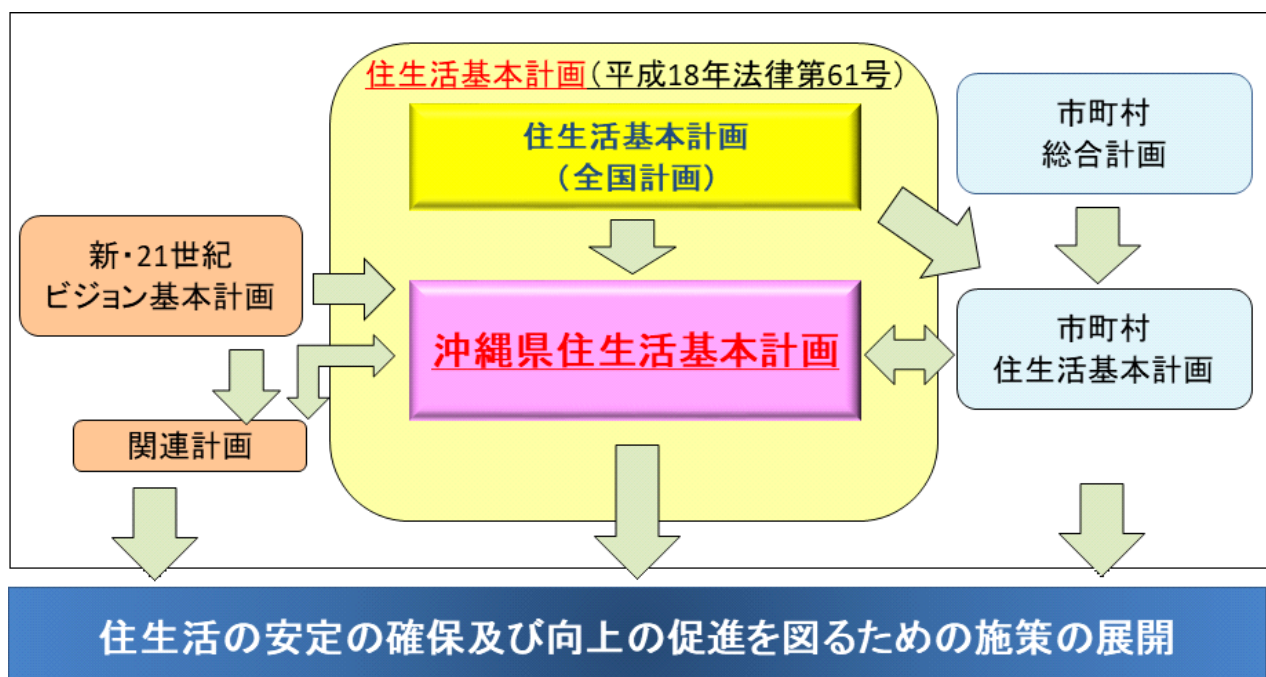 住生活基本計画(平成18年法律第61号)
住生活基本計画
(全国計画)
市町村
総合計画
新・21世紀
ビジョン基本計画
沖縄県住生活基本計画
市町村
住生活基本計画
関連計画
住生活の安定の確保及び向上の促進を図るための施策の展開